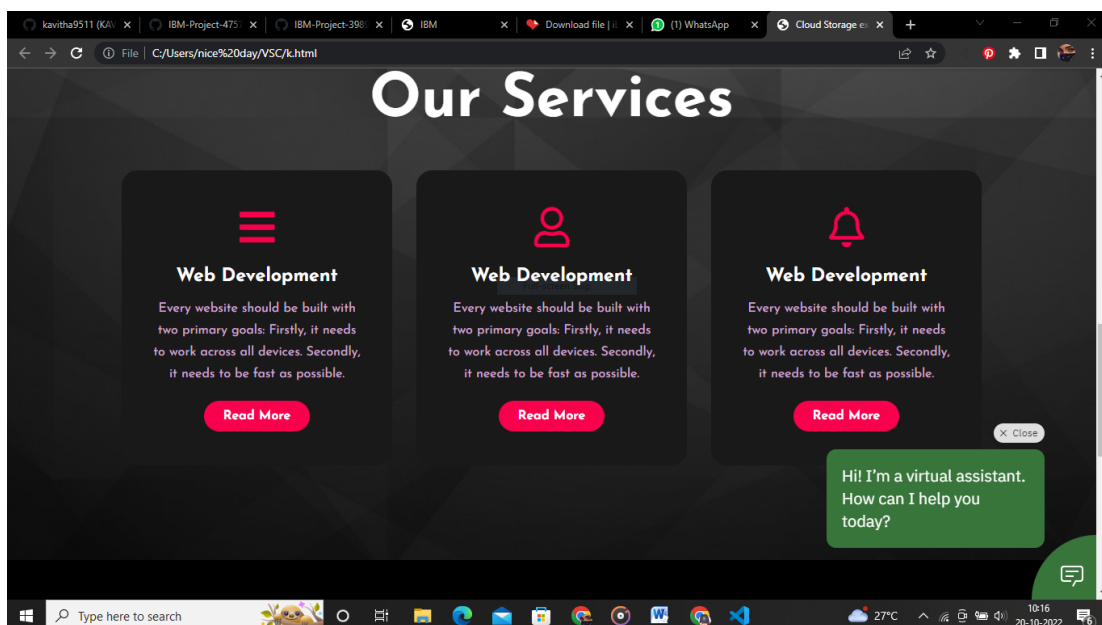 kavitha9511 (KAV
IBM-Project-475
IBM-Project-398
IBM
Download file | iL
(1) WhatsApp
Cloud Storage ex
File
C:/Users/nice%20day/VSC/k.html
Our Services
Web Development
Every website should be built with
two primary goals: Firstly, it needs
to work across all devices. Secondly,
it needs to be fast as possible.
Read More
Web Development
Every website should be built with
two primary goals: Firstly, it needs
to work across all devices. Secondly,
it needs to be fast as possible.
Read More
Web Development
Every website should be built with
two primary goals: Firstly, it needs
to work across all devices. Secondly,
it needs to be fast as possible.
Read More
Close
Hi! I'm a virtual assistant.
How can I help you
today?
Type here to search
27°C
10:16
20-10-2022
6